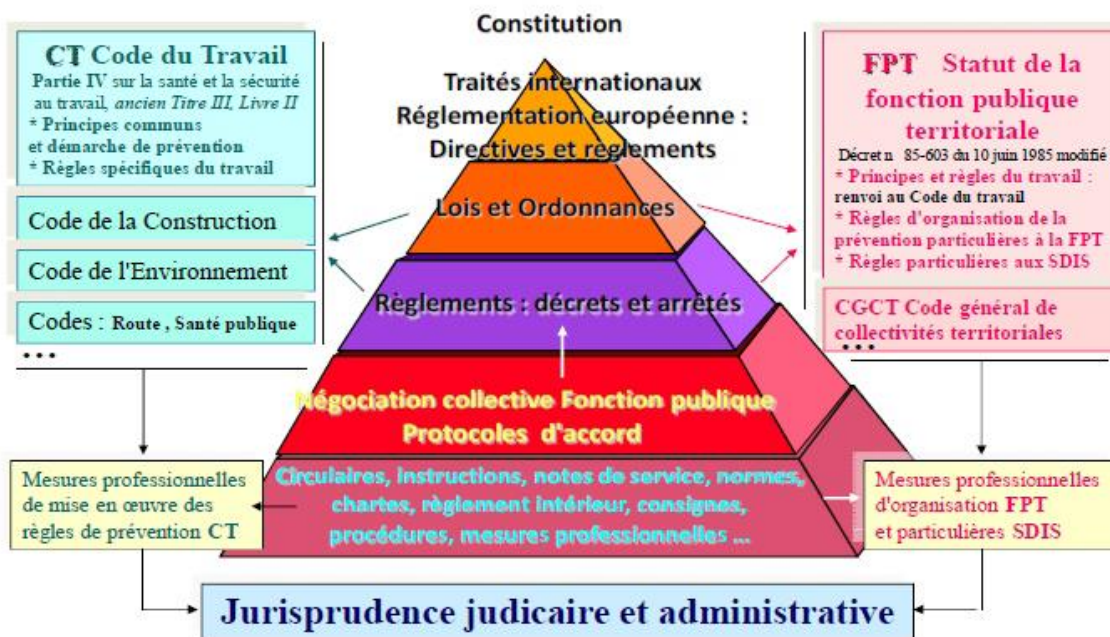 Constitution
CT Code du Travail
Partie IV sur la santé et la sécurité
au travail, ancien Titre III, Livre II
* Principes communs
et démarche de prévention
* Règles spécifiques du travail
Code de la Construction
Code de l'Environnement
Codes : Route , Santé publique
...
Traités internationaux
Réglementation européenne :
Directives et règlements
Lois et Ordonnances
Règlements : décrets et arrêtés
Négociation collective Fonction publique
Protocoles d'accord
Circulaires, instructions, notes de service, normes,
chartes, règlement intérieur, consignes,
procédures, mesures professionnelles ...
FPT Statut de la
fonction publique
territoriale
Décret n 85-603 du 10 juin 1985 modifié
* Principes et règles du travail :
renvoi au Code du travail
* Règles d'organisation de la
prévention particulières à la FPT
* Règles particulières aux SDIS
CGCT Code général de
collectivités territoriales
...
Mesures professionnelles
de mise en œuvre des
règles de prévention CT
Mesures professionnelles
d'organisation FPT
et particulières SDIS
Jurisprudence judicaire et administrative